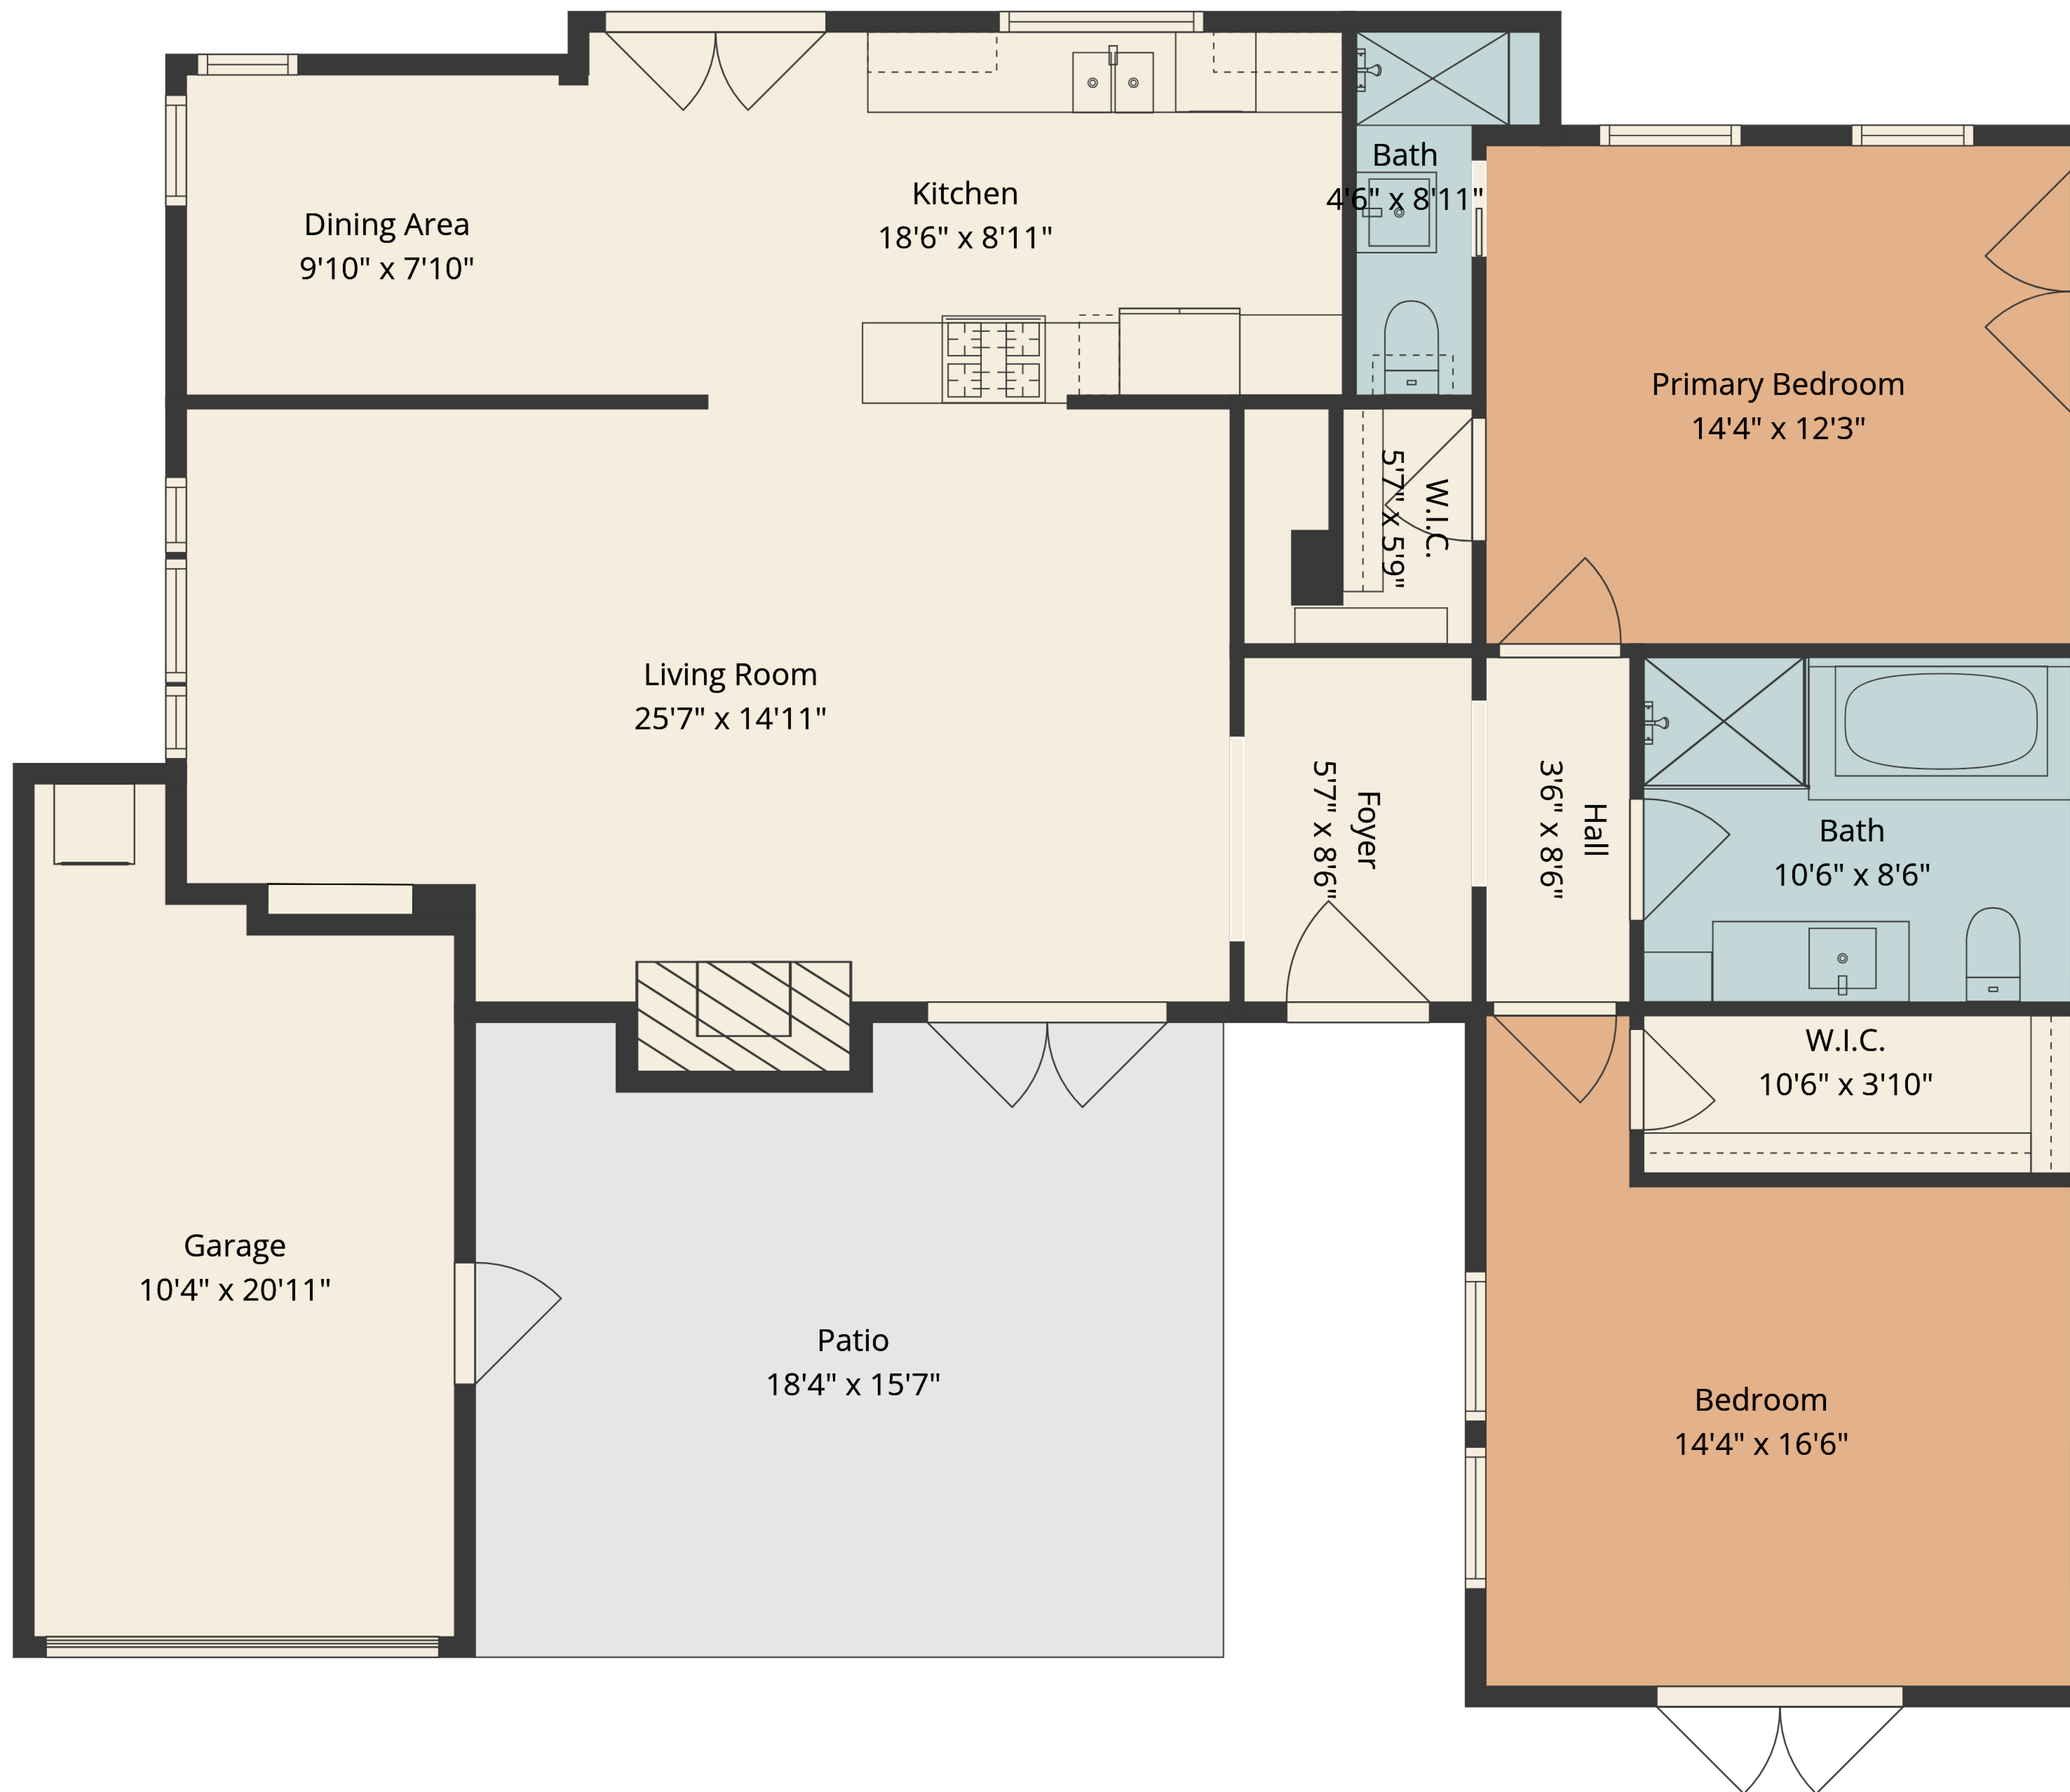 Bath
4'6" x 8'11"
Kitchen
18'6" x 8'11"
Dining Area
9'10" x 7'10"
Primary Bedroom
14'4" x 12'3"
W.I.C.
5'7" x 5'9"
Living Room
25'7" x 14'11"
Foyer
5'7" x 8'6"
Hall
3'6" x 8'6"
Bath
10'6" x 8'6"
W.I.C.
10'6" x 3'10"
Garage
10'4" x 20'11"
Patio
18'4" x 15'7"
Bedroom
14'4" x 16'6"